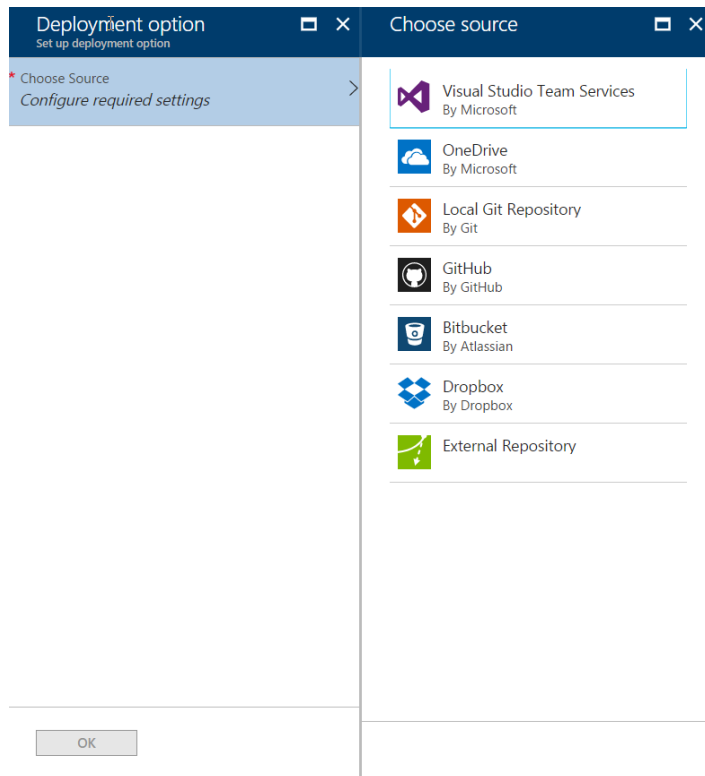 Deployment option
Set up deployment option
* Choose Source
Configure required settings
OK
Choose source
Visual Studio Team Services
By Microsoft
OneDrive
By Microsoft
Local Git Repository
By Git
GitHub
By GitHub
Bitbucket
By Atlassian
Dropbox
By Dropbox
External Repository